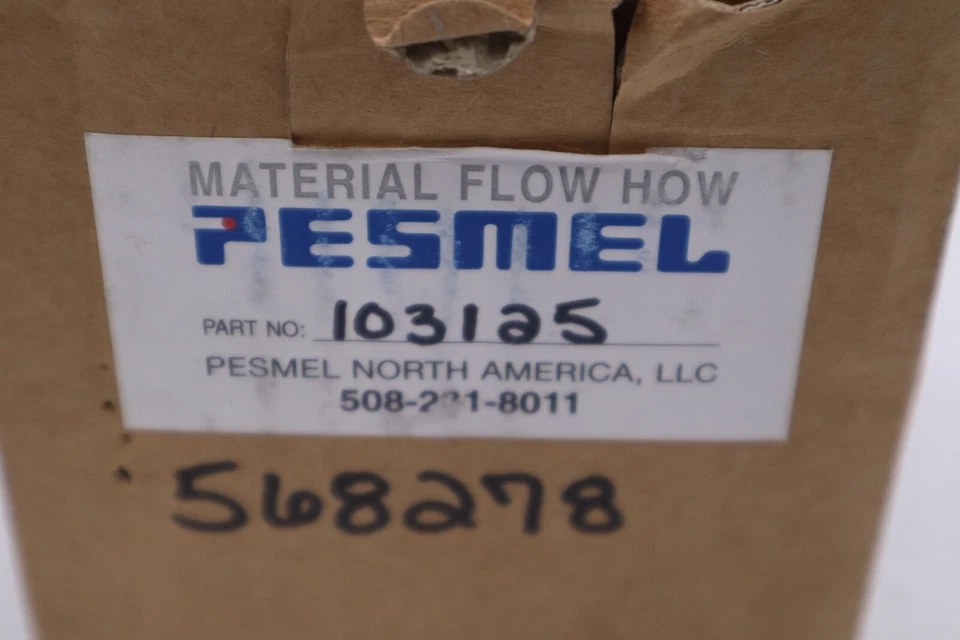 MATERIAL FLOW HOW
PESMEL
PART NO: 103125
PESMEL NORTH AMERICA, LLC
568278